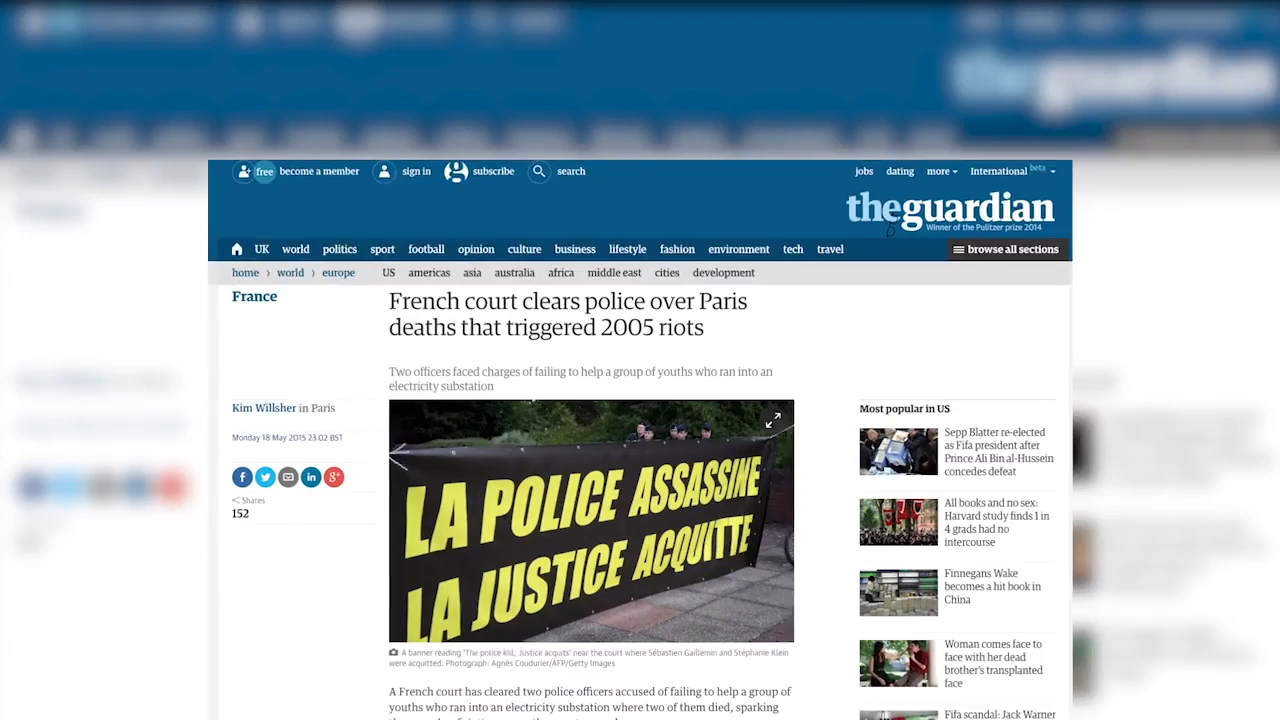 free become a member sign in subscribe search jobs dating more International beta
theguardian
Winner of the Pulitzer prize 2014
UK world politics sport football opinion culture business lifestyle fashion environment tech travel browse all sections
home › world › europe US americas asia australia africa middle east cities development
France
French court clears police over Paris
deaths that triggered 2005 riots
Two officers faced charges of failing to help a group of youths who ran into an
electricity substation
Kim Willsher in Paris
Monday 18 May 2015 23.02 BST
Shares
152
LA POLICE ASSASSINE
LA JUSTICE ACQUITTE
A banner reading 'The police kill, Justice acquits' near the court where Sébastien Gaillemin and Stéphanie Klein
were acquitted. Photograph: Agnès Coudurier/AFP/Getty Images
A French court has cleared two police officers accused of failing to help a group of
youths who ran into an electricity substation where two of them died, sparking
Most popular in US
Sepp Blatter re-elected
as Fifa president after
Prince Ali Bin al-Hussein
concedes defeat
All books and no sex:
Harvard study finds 1 in
4 grads had no
intercourse
Finnegans Wake
becomes a hit book in
China
Woman comes face to
face with her dead
brother's transplanted
face
Fifa scandal: Jack Warner